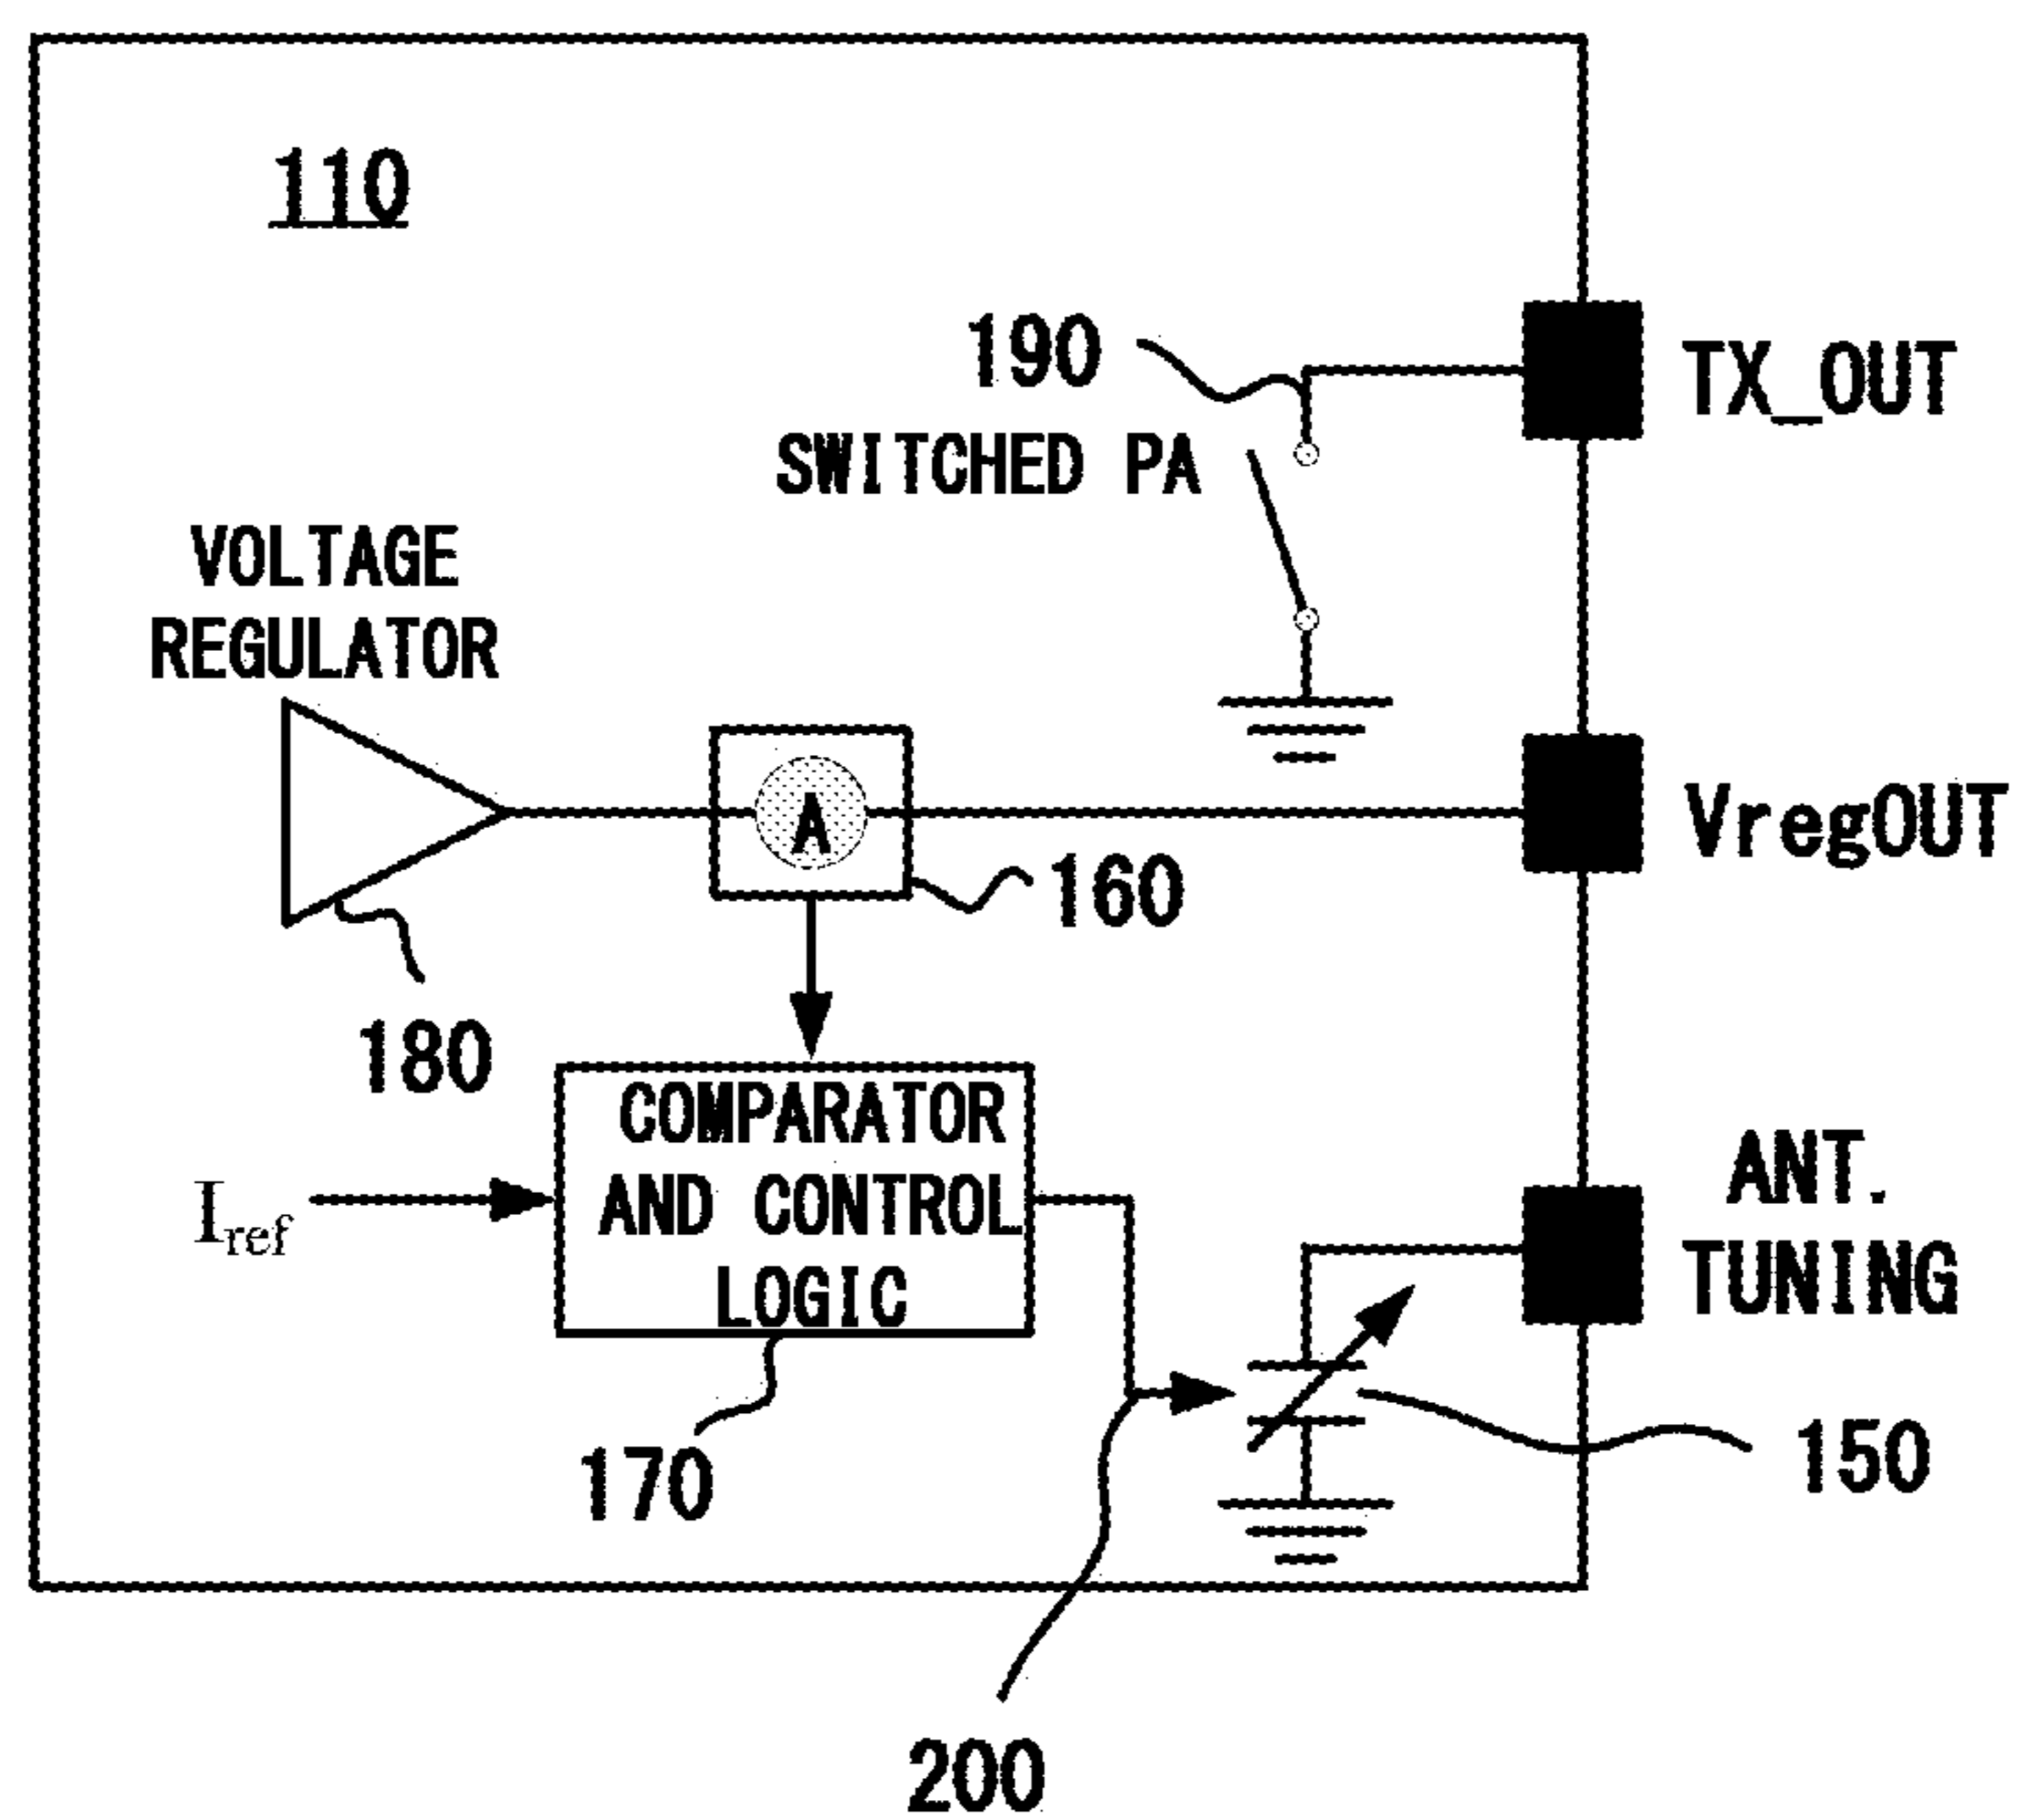 110
190
TX_OUT
SWITCHED PA
VOLTAGE
REGULATOR
A
VregOUT
160
180
COMPARATOR
AND CONTROL
LOGIC
Iref
ANT.
TUNING
170
150
200